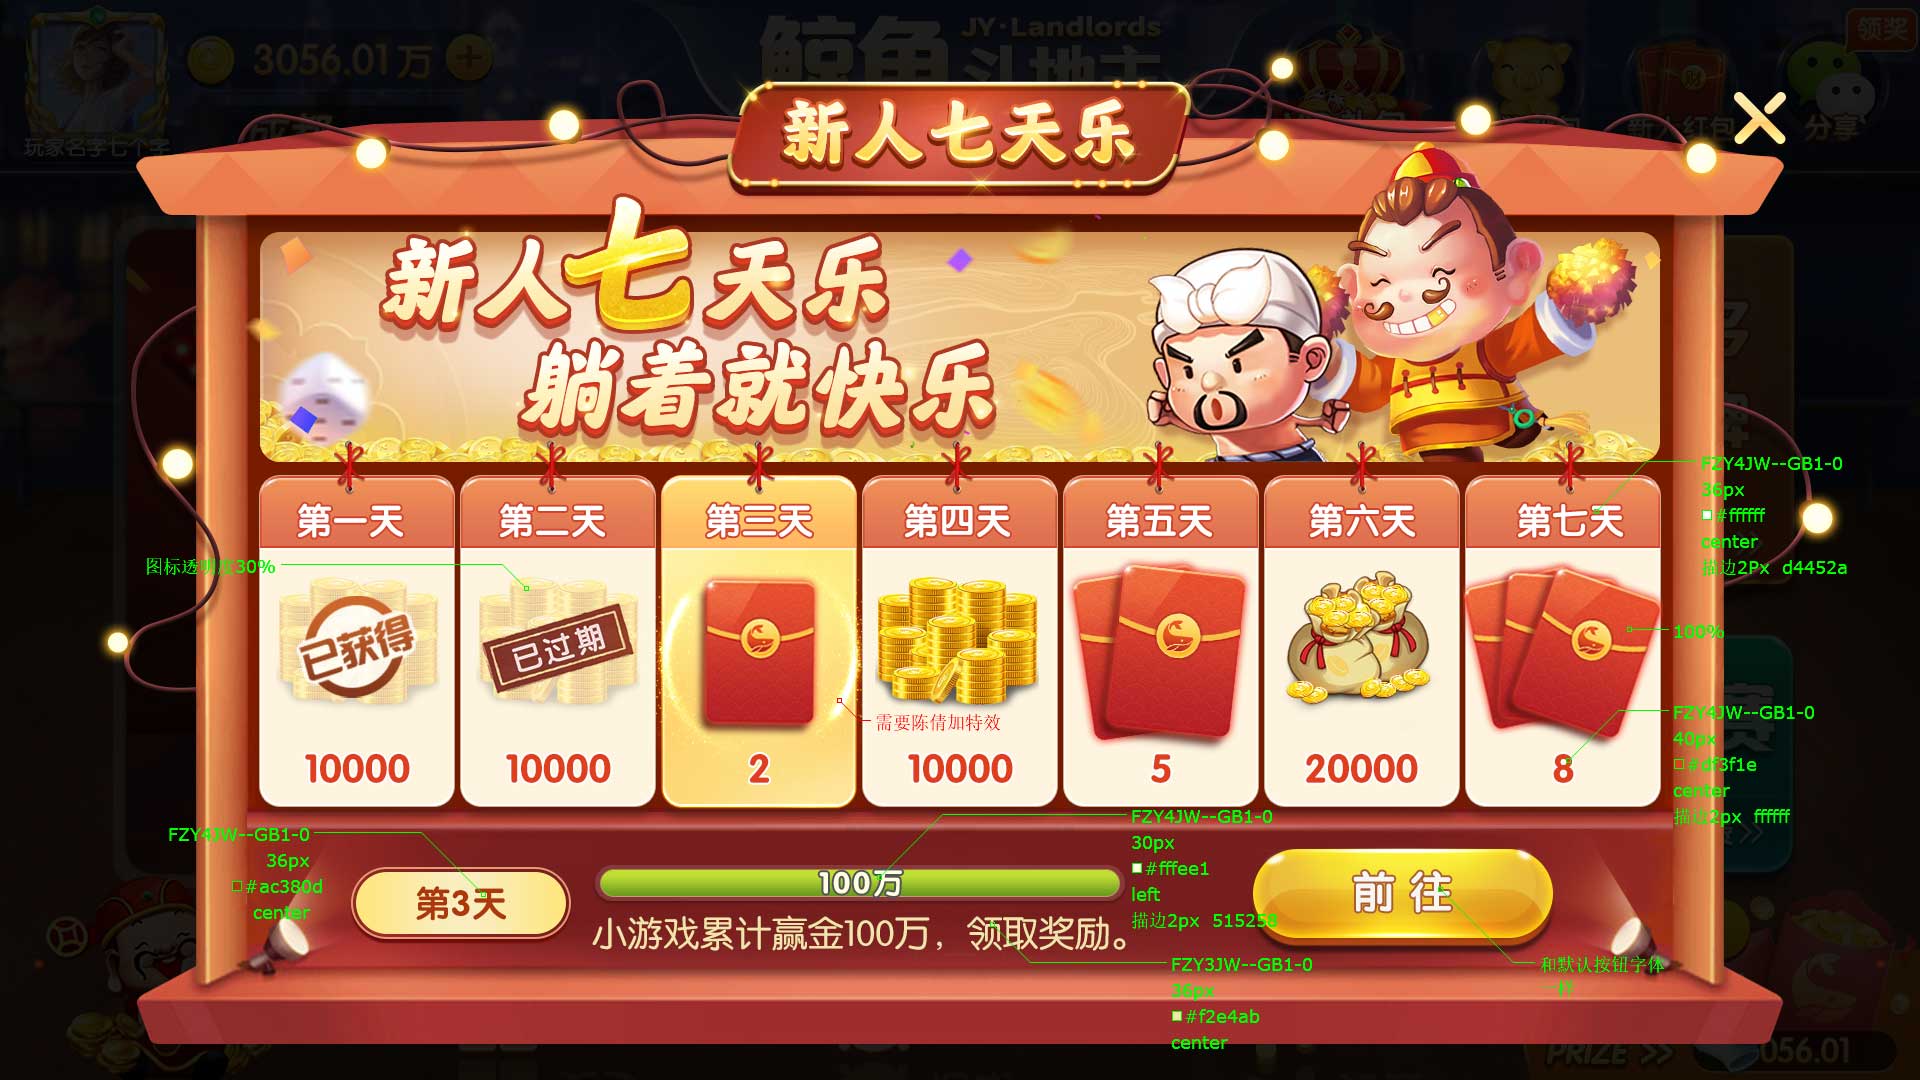 JY·Landlords
鲸鱼
斗地主
领奖
3056.01万
玩家名字七个字
新人红包
分享
新人七天乐
新人七天乐
躺着就快乐
第一天
第二天
第三天
第四天
第五天
第六天
第七天
FZY4JW--GB1-0
36px
#ffffff
center
描边2Px d4452a
图标透明度30%
已获得
已过期
100%
需要陈倩加特效
10000
10000
2
10000
5
20000
8
FZY4JW--GB1-0
40px
#df3f1e
center
描边2px ffffff
FZY4JW--GB1-0
36px
#ac380d
center
FZY4JW--GB1-0
30px
#fffee1
left
描边2px 515258
第3天
100万
小游戏累计赢金100万，领取奖励。
前往
FZY3JW--GB1-0
36px
#f2e4ab
center
和默认按钮字体
一样
PRIZE >>
056.01